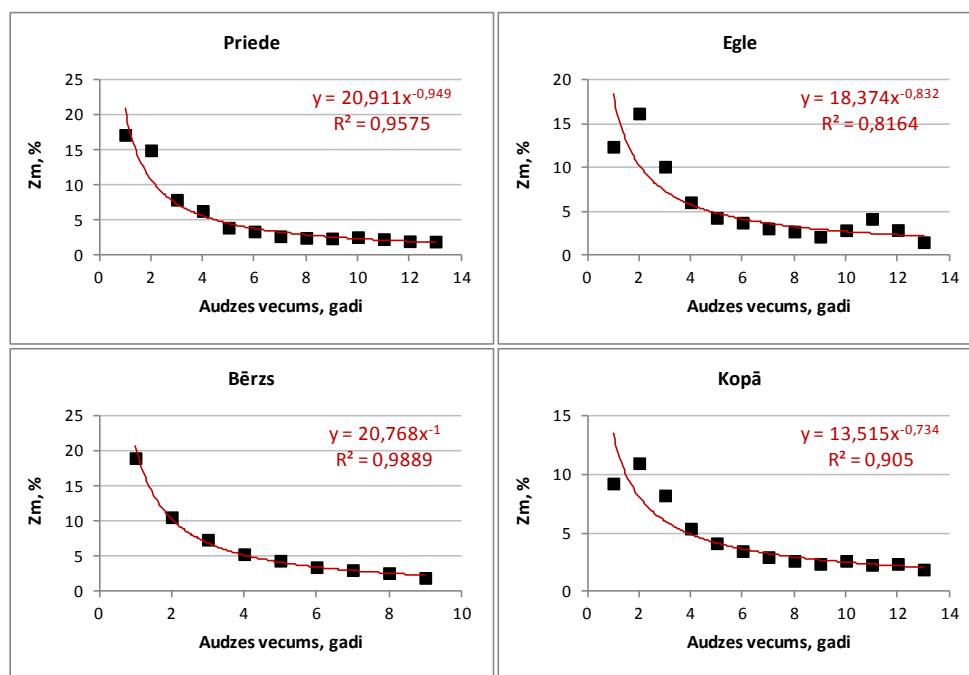 Priede
25
20
15
10
5
0
Zm, %
y = 20,911x^-0,949
R² = 0,9575
0 2 4 6 8 10 12 14
Audzes vecums, gadi
Egle
20
15
10
5
0
Zm, %
y = 18,374x^-0,832
R² = 0,8164
0 2 4 6 8 10 12 14
Audzes vecums, gadi
Bērzs
25
20
15
10
5
0
Zm, %
y = 20,768x^-1
R² = 0,9889
0 2 4 6 8 10
Audzes vecums, gadi
Kopā
15
10
5
0
Zm, %
y = 13,515x^-0,734
R² = 0,905
0 2 4 6 8 10 12 14
Audzes vecums, gadi